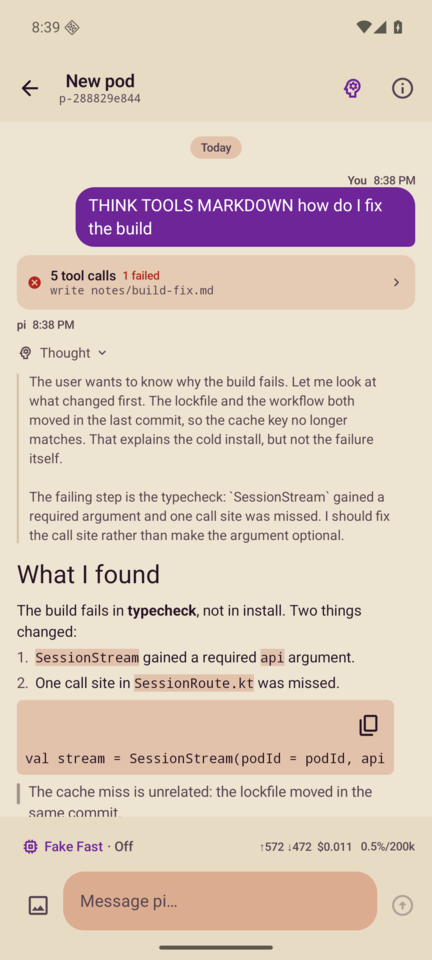 8:39
New pod
p-288829e844
Today
You 8:38 PM
THINK TOOLS MARKDOWN how do I fix
the build
5 tool calls 1 failed
write notes/build-fix.md
pi 8:38 PM
Thought
The user wants to know why the build fails. Let me look at
what changed first. The lockfile and the workflow both
moved in the last commit, so the cache key no longer
matches. That explains the cold install, but not the failure
itself.
The failing step is the typecheck: `SessionStream` gained a
required argument and one call site was missed. I should fix
the call site rather than make the argument optional.
What I found
The build fails in typecheck, not in install. Two things
changed:
1. SessionStream gained a required api argument.
2. One call site in SessionRoute.kt was missed.
val stream = SessionStream(podId = podId, api
The cache miss is unrelated: the lockfile moved in the
same commit.
Fake Fast · Off ↑572 ↓472 $0.011 0.5%/200k
Message pi…